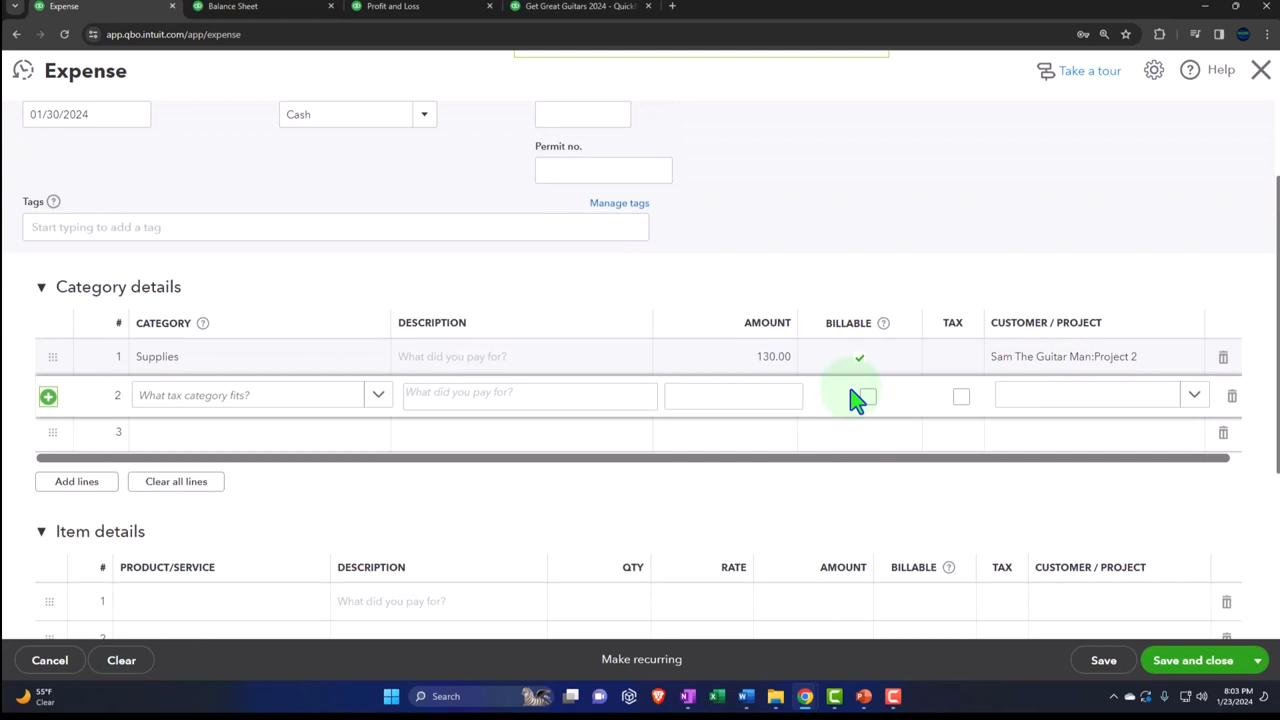 Expense
Balance Sheet
Profit and Loss
Get Great Guitars 2024 - Quick
app.qbo.intuit.com/app/expense
Expense
Take a tour
Help
01/30/2024
Cash
Permit no.
Tags
Manage tags
Start typing to add a tag
Category details
# CATEGORY DESCRIPTION AMOUNT BILLABLE TAX CUSTOMER / PROJECT
1 Supplies What did you pay for? 130.00 Sam The Guitar Man:Project 2
2 What tax category fits? What did you pay for?
3
Add lines Clear all lines
Item details
# PRODUCT/SERVICE DESCRIPTION QTY RATE AMOUNT BILLABLE TAX CUSTOMER / PROJECT
1 What did you pay for?
2
Cancel Clear Make recurring Save Save and close
55°F
Clear
Search
8:03 PM
1/23/2024